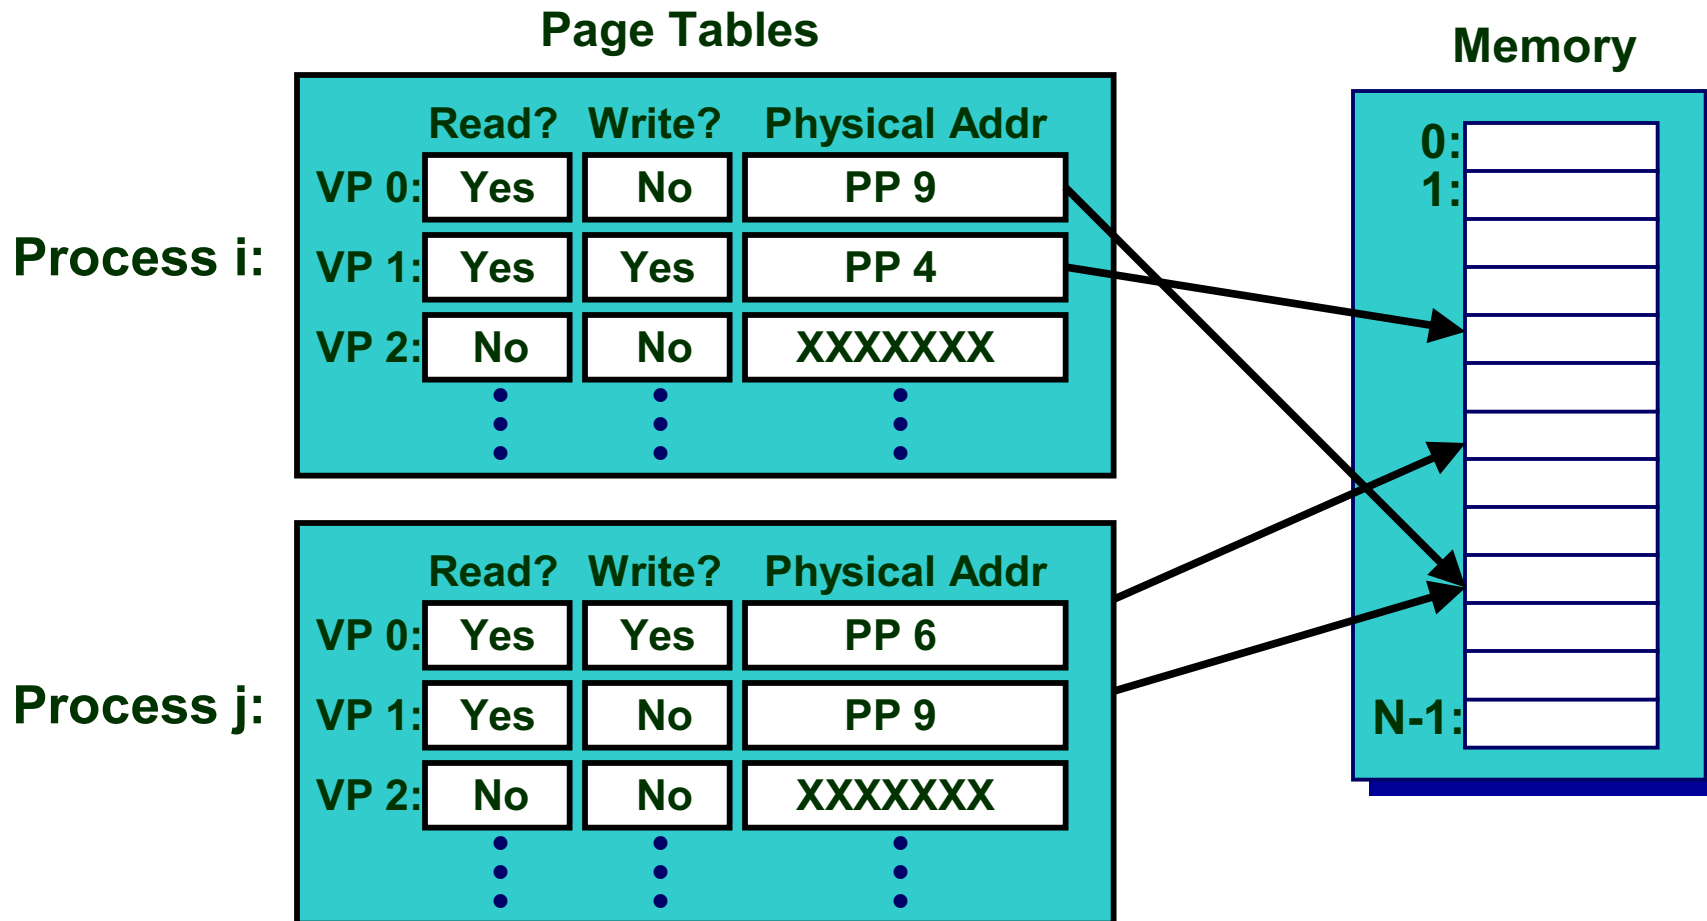 Page Tables
Memory
Process i:
Read? Write? Physical Addr
VP 0: Yes No PP 9
VP 1: Yes Yes PP 4
VP 2: No No XXXXXXX
Process j:
Read? Write? Physical Addr
VP 0: Yes Yes PP 6
VP 1: Yes No PP 9
VP 2: No No XXXXXXX
0:
1:
N-1: